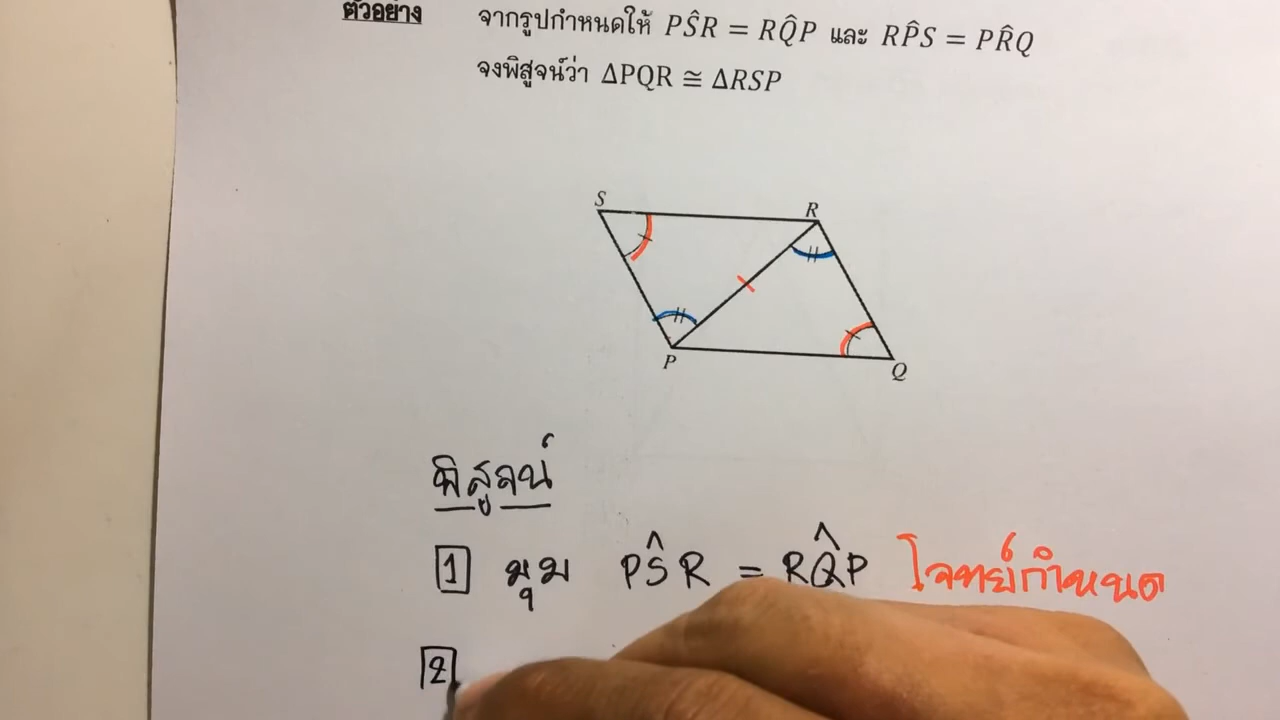 ตัวอย่าง จากรูปกำหนดให้ PŜR = RQ̂P และ RP̂S = PR̂Q
จงพิสูจน์ว่า ΔPQR ≅ ΔRSP
S
R
P
Q
พิสูจน์
1 มุม PŜR = RQ̂P โจทย์กำหนด
2